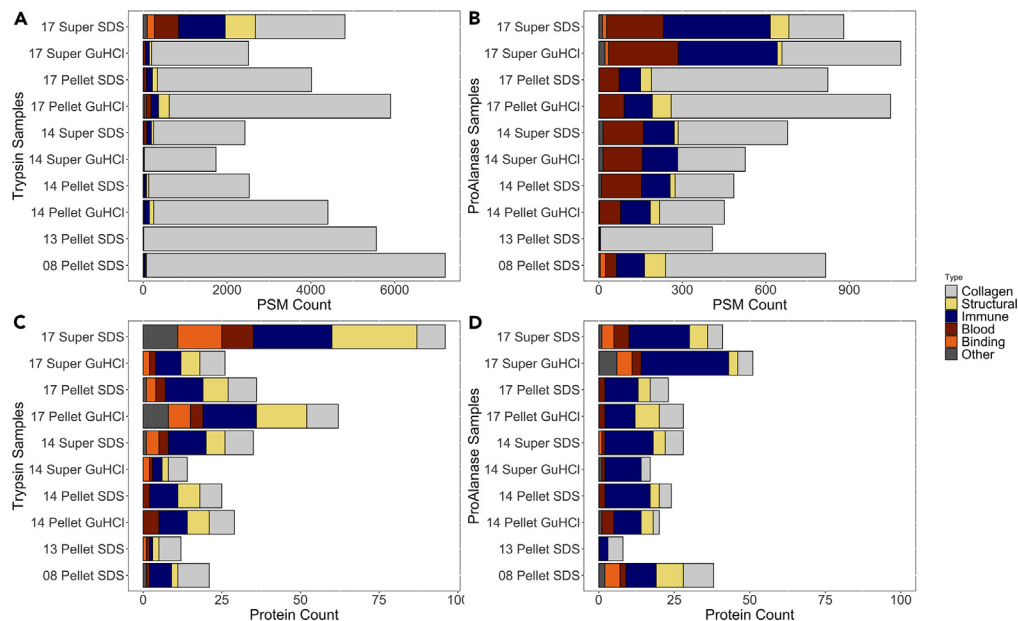 A
17 Super SDS
17 Super GuHCl
17 Pellet SDS
17 Pellet GuHCl
14 Super SDS
14 Super GuHCl
14 Pellet SDS
14 Pellet GuHCl
13 Pellet SDS
08 Pellet SDS
Trypsin Samples
0 2000 4000 6000
PSM Count
B
17 Super SDS
17 Super GuHCl
17 Pellet SDS
17 Pellet GuHCl
14 Super SDS
14 Super GuHCl
14 Pellet SDS
14 Pellet GuHCl
13 Pellet SDS
08 Pellet SDS
ProAlanase Samples
0 300 600 900
PSM Count
C
17 Super SDS
17 Super GuHCl
17 Pellet SDS
17 Pellet GuHCl
14 Super SDS
14 Super GuHCl
14 Pellet SDS
14 Pellet GuHCl
13 Pellet SDS
08 Pellet SDS
Trypsin Samples
0 25 50 75 100
Protein Count
D
17 Super SDS
17 Super GuHCl
17 Pellet SDS
17 Pellet GuHCl
14 Super SDS
14 Super GuHCl
14 Pellet SDS
14 Pellet GuHCl
13 Pellet SDS
08 Pellet SDS
ProAlanase Samples
0 25 50 75 100
Protein Count
Type
Collagen
Structural
Immune
Blood
Binding
Other